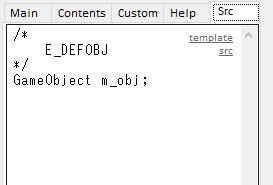 Main Contents Custom Help Src
/* template
E_DEFOBJ src
*/
GameObject m_obj;